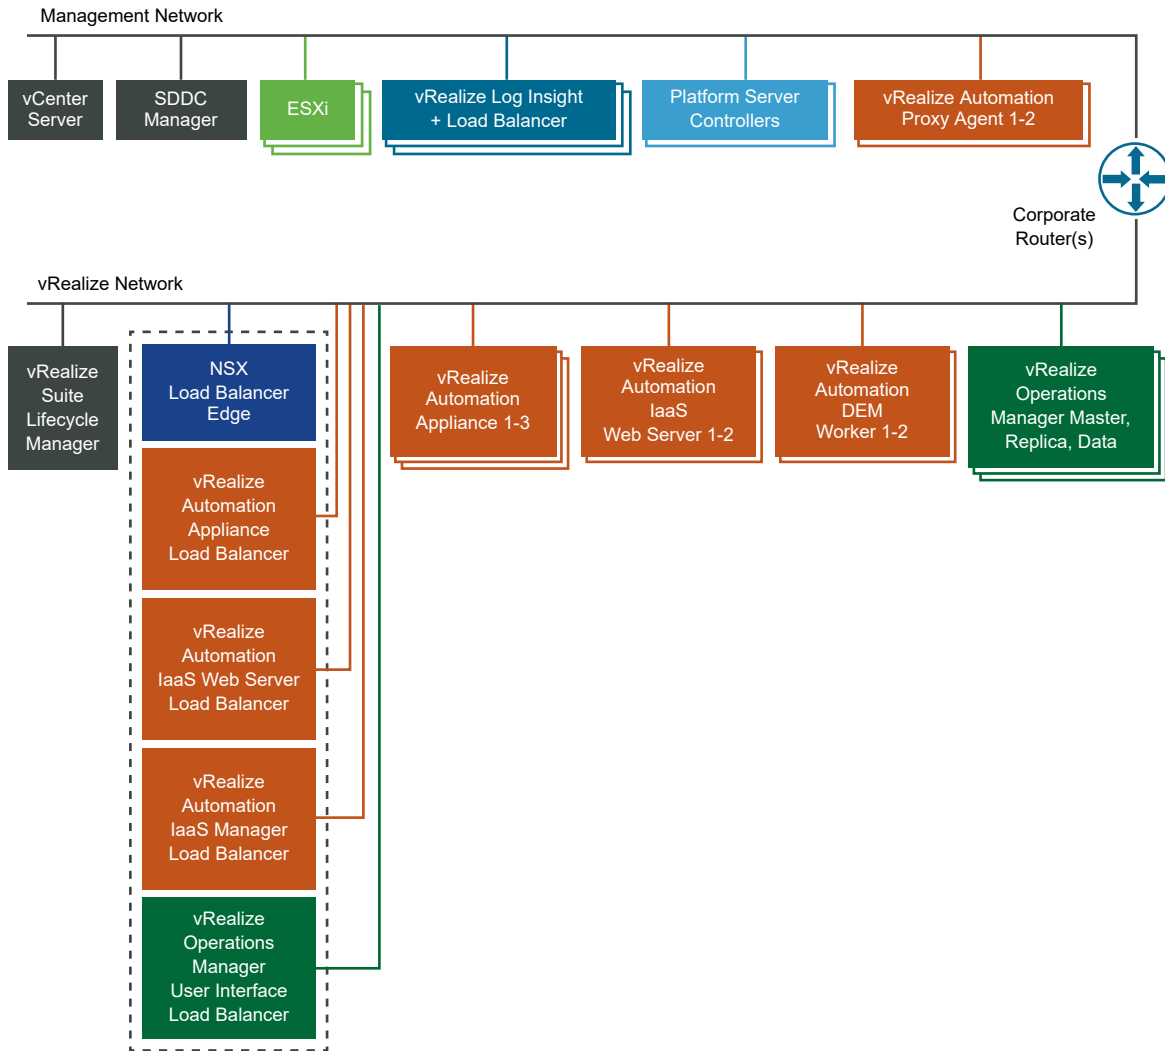 Management Network
vCenter
Server
SDDC
Manager
ESXi
vRealize Log Insight
+ Load Balancer
Platform Server
Controllers
vRealize Automation
Proxy Agent 1-2
Corporate
Router(s)
vRealize Network
vRealize
Suite
Lifecycle
Manager
NSX
Load Balancer
Edge
vRealize
Automation
Appliance
Load Balancer
vRealize
Automation
IaaS Web Server
Load Balancer
vRealize
Automation
IaaS Manager
Load Balancer
vRealize
Operations
Manager
User Interface
Load Balancer
vRealize
Automation
Appliance 1-3
vRealize
Automation
IaaS
Web Server 1-2
vRealize
Automation
DEM
Worker 1-2
vRealize
Operations
Manager Master,
Replica, Data